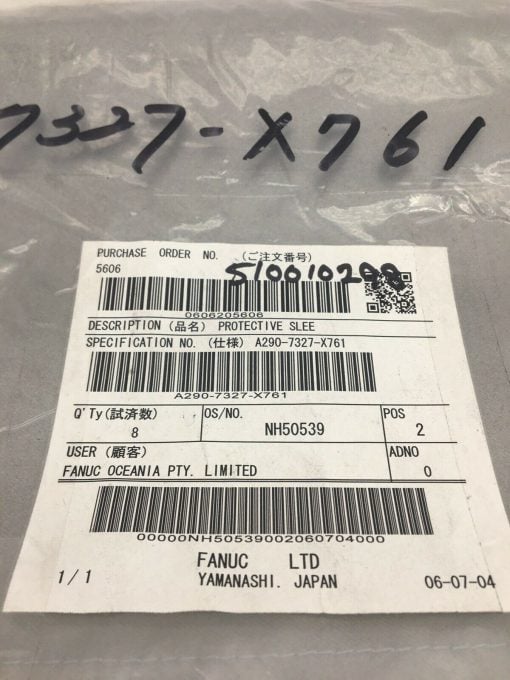 7327-X761
PURCHASE ORDER NO. (ご注文番号)
5606
510010298
0606205606
DESCRIPTION (品名) PROTECTIVE SLEE
SPECIFICATION NO. (仕様) A290-7327-X761
A290-7327-X761
Q'Ty(試済数) OS/NO. POS
8 NH50539 2
USER (顧客) ADNO
FANUC OCEANIA PTY. LIMITED 0
00000NH50539002060704000
FANUC LTD
1/1 YAMANASHI. JAPAN 06-07-04